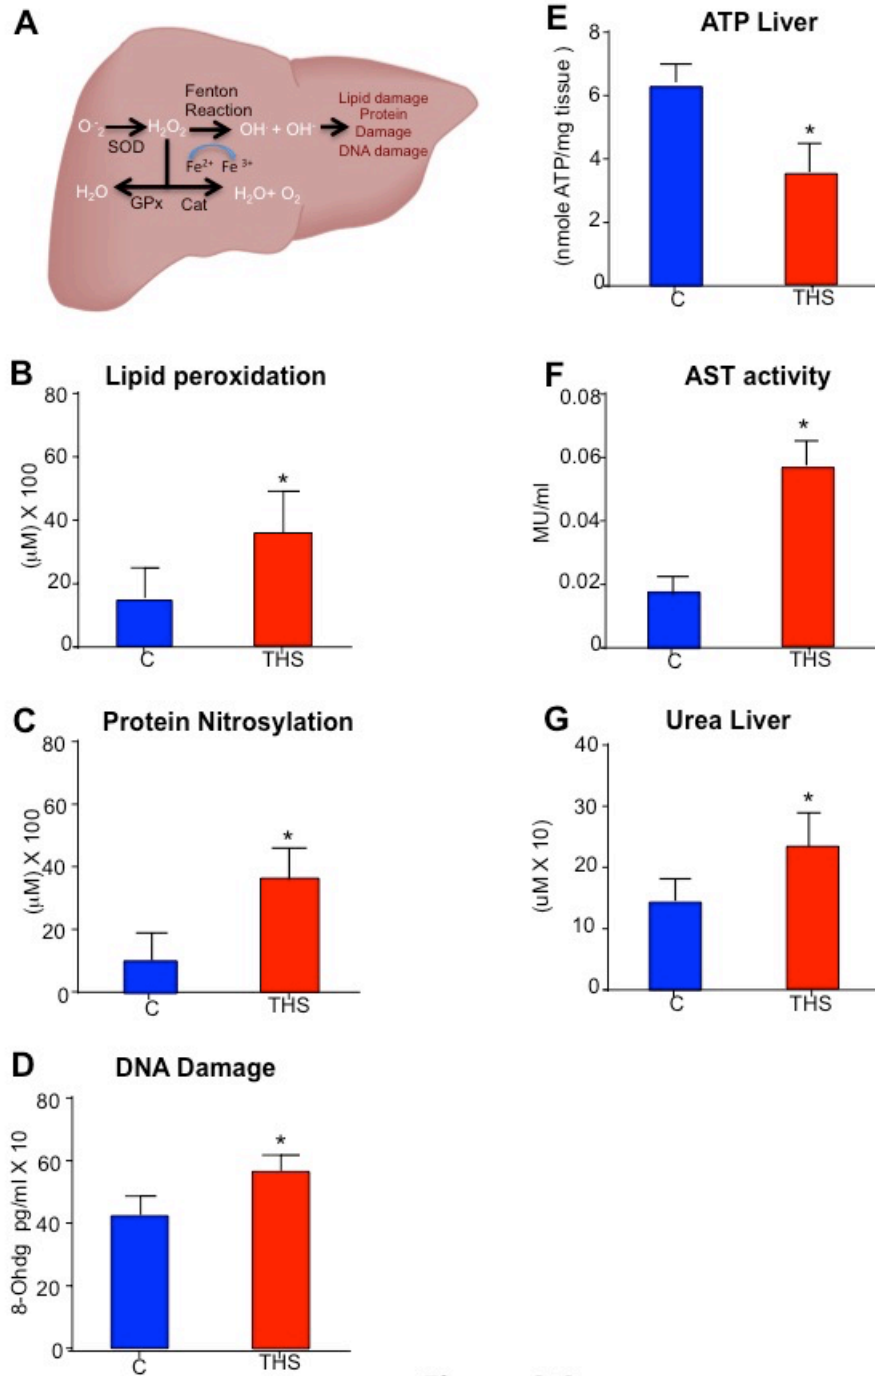 A
Fenton
Reaction
O·⁻₂
SOD
H₂O₂
OH· + OH⁻
Lipid damage
Protein
Damage
DNA damage
Fe²⁺ Fe ³⁺
H₂O
GPx
Cat
H₂O+ O₂
B
Lipid peroxidation
(µM) X 100
80
60
40
20
0
C
THS
*
C
Protein Nitrosylation
(µM) X 100
80
60
40
20
0
C
THS
*
D
DNA Damage
8-Ohdg pg/ml X 10
80
60
40
20
0
C
THS
*
E
ATP Liver
(nmole ATP/mg tissue )
8
6
4
2
0
C
THS
*
F
AST activity
MU/ml
0.08
0.06
0.04
0.02
0
C
THS
*
G
Urea Liver
(uM X 10)
40
30
20
10
0
C
THS
*